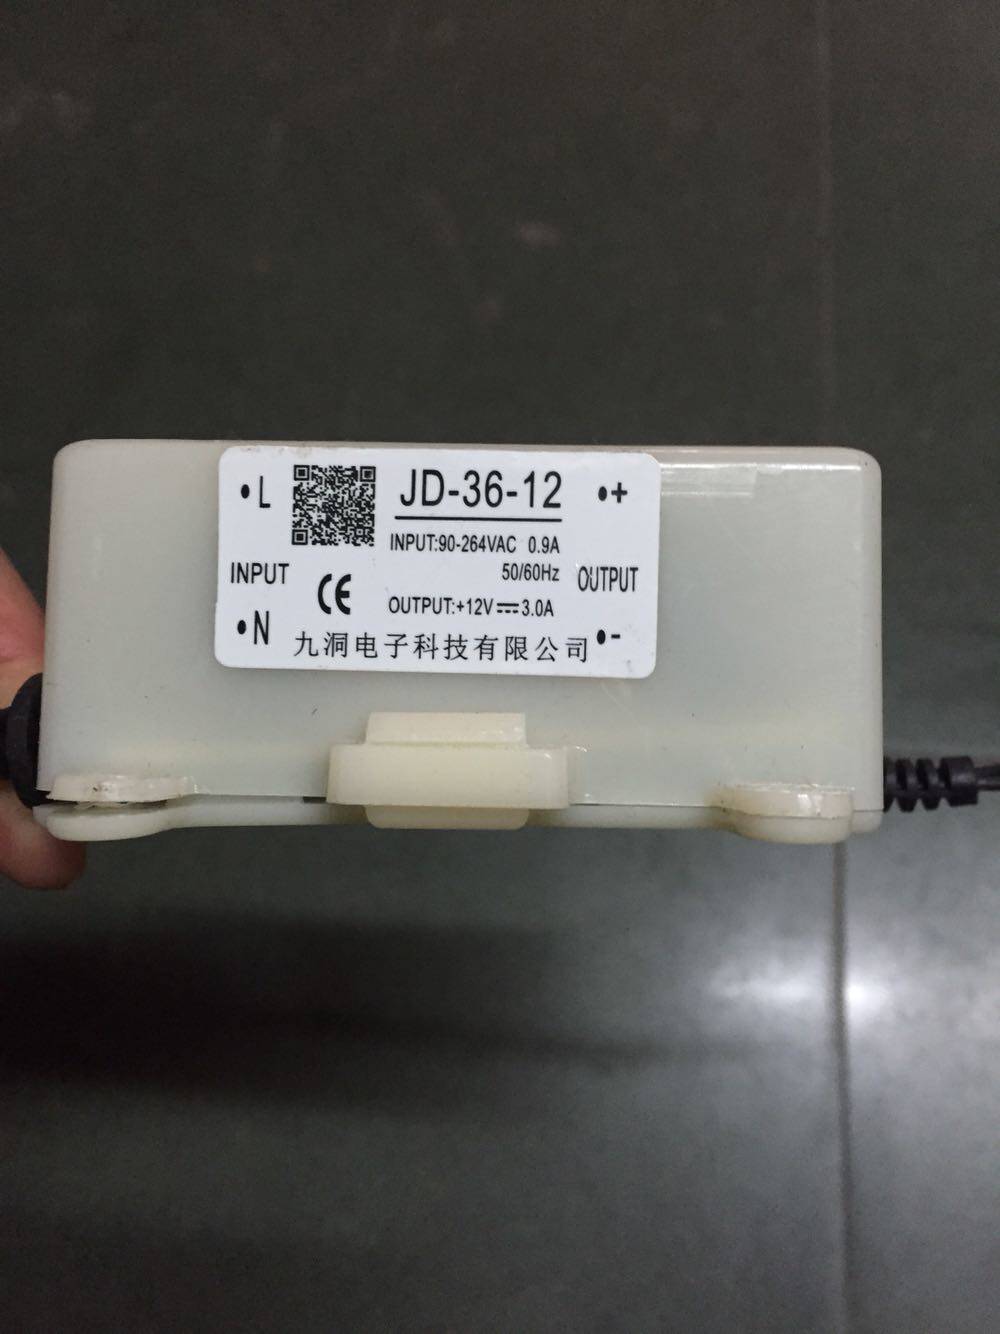 JD-36-12
•L
•+
INPUT:90-264VAC 0.9A
50/60Hz
INPUT
OUTPUT
CE
OUTPUT:+12V⎓3.0A
•N
•-
九洞电子科技有限公司